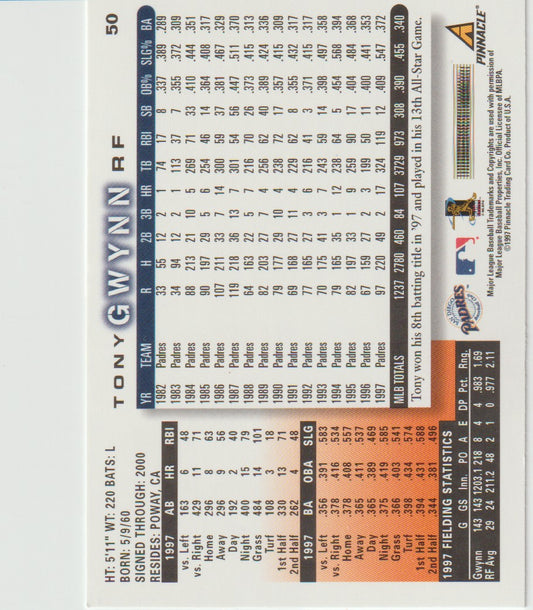 50
TONY GWYNN RF
HT: 5'11" WT: 220 BATS: L
BORN: 5/9/60
SIGNED THROUGH: 2000
RESIDES: POWAY, CA
1997 AB HR RBI
vs. Left 163 6 48
vs. Right 429 11 71
Home 296 8 63
Away 296 9 56
Day 192 2 40
Night 400 15 79
Grass 484 14 101
Turf 108 3 18
1st Half 330 13 71
2nd Half 262 4 48
1997 BA OBA SLG
vs. Left .356 .391 .583
vs. Right .378 .416 .534
Home .378 .408 .557
Away .365 .411 .537
Day .365 .389 .469
Night .375 .419 .585
Grass .366 .403 .541
Turf .398 .434 .574
1st Half .394 .431 .588
2nd Half .344 .381 .496
1997 FIELDING STATISTICS
G GS Inn. PO A E DP Pct. Rng.
Gwynn 143 143 1203.1 218 8 4 4 .983 1.69
RF Avg 29 24 211.2 48 2 1 0 .977 2.11
YR TEAM R H 2B 3B HR TB RBI SB OB% SLG% BA
1982 Padres 33 55 12 2 1 74 17 8 .337 .389 .289
1983 Padres 34 94 12 2 1 113 37 7 .355 .372 .309
1984 Padres 88 213 21 10 5 269 71 33 .410 .444 .351
1985 Padres 90 197 29 5 6 254 46 14 .364 .408 .317
1986 Padres 107 211 33 7 14 300 59 37 .381 .467 .329
1987 Padres 119 218 36 13 7 301 54 56 .447 .511 .370
1988 Padres 64 163 22 5 7 216 70 26 .373 .415 .313
1989 Padres 82 203 27 7 4 256 62 40 .389 .424 .336
1990 Padres 79 177 29 10 4 238 72 17 .357 .415 .309
1991 Padres 69 168 27 11 4 229 62 8 .355 .432 .317
1992 Padres 77 165 27 3 6 216 41 3 .371 .415 .317
1993 Padres 70 175 41 3 7 243 59 14 .398 .497 .358
1994 Padres 79 165 35 1 12 238 64 5 .454 .568 .394
1995 Padres 82 197 33 1 9 259 90 17 .404 .484 .368
1996 Padres 67 159 27 2 3 199 50 11 .400 .441 .353
1997 Padres 97 220 49 2 17 324 119 12 .409 .547 .372
MLB TOTALS 1237 2780 460 84 107 3729 973 308 .390 .455 .340
Tony won his 8th batting title in '97 and played in his 13th All-Star Game.
PADRES
Major League Baseball Trademarks and Copyrights are used with permission of
Major League Baseball Properties, Inc. Official Licensee of MLBPA.
©1997 Pinnacle Trading Card Co. Product of U.S.A.
PINNACLE